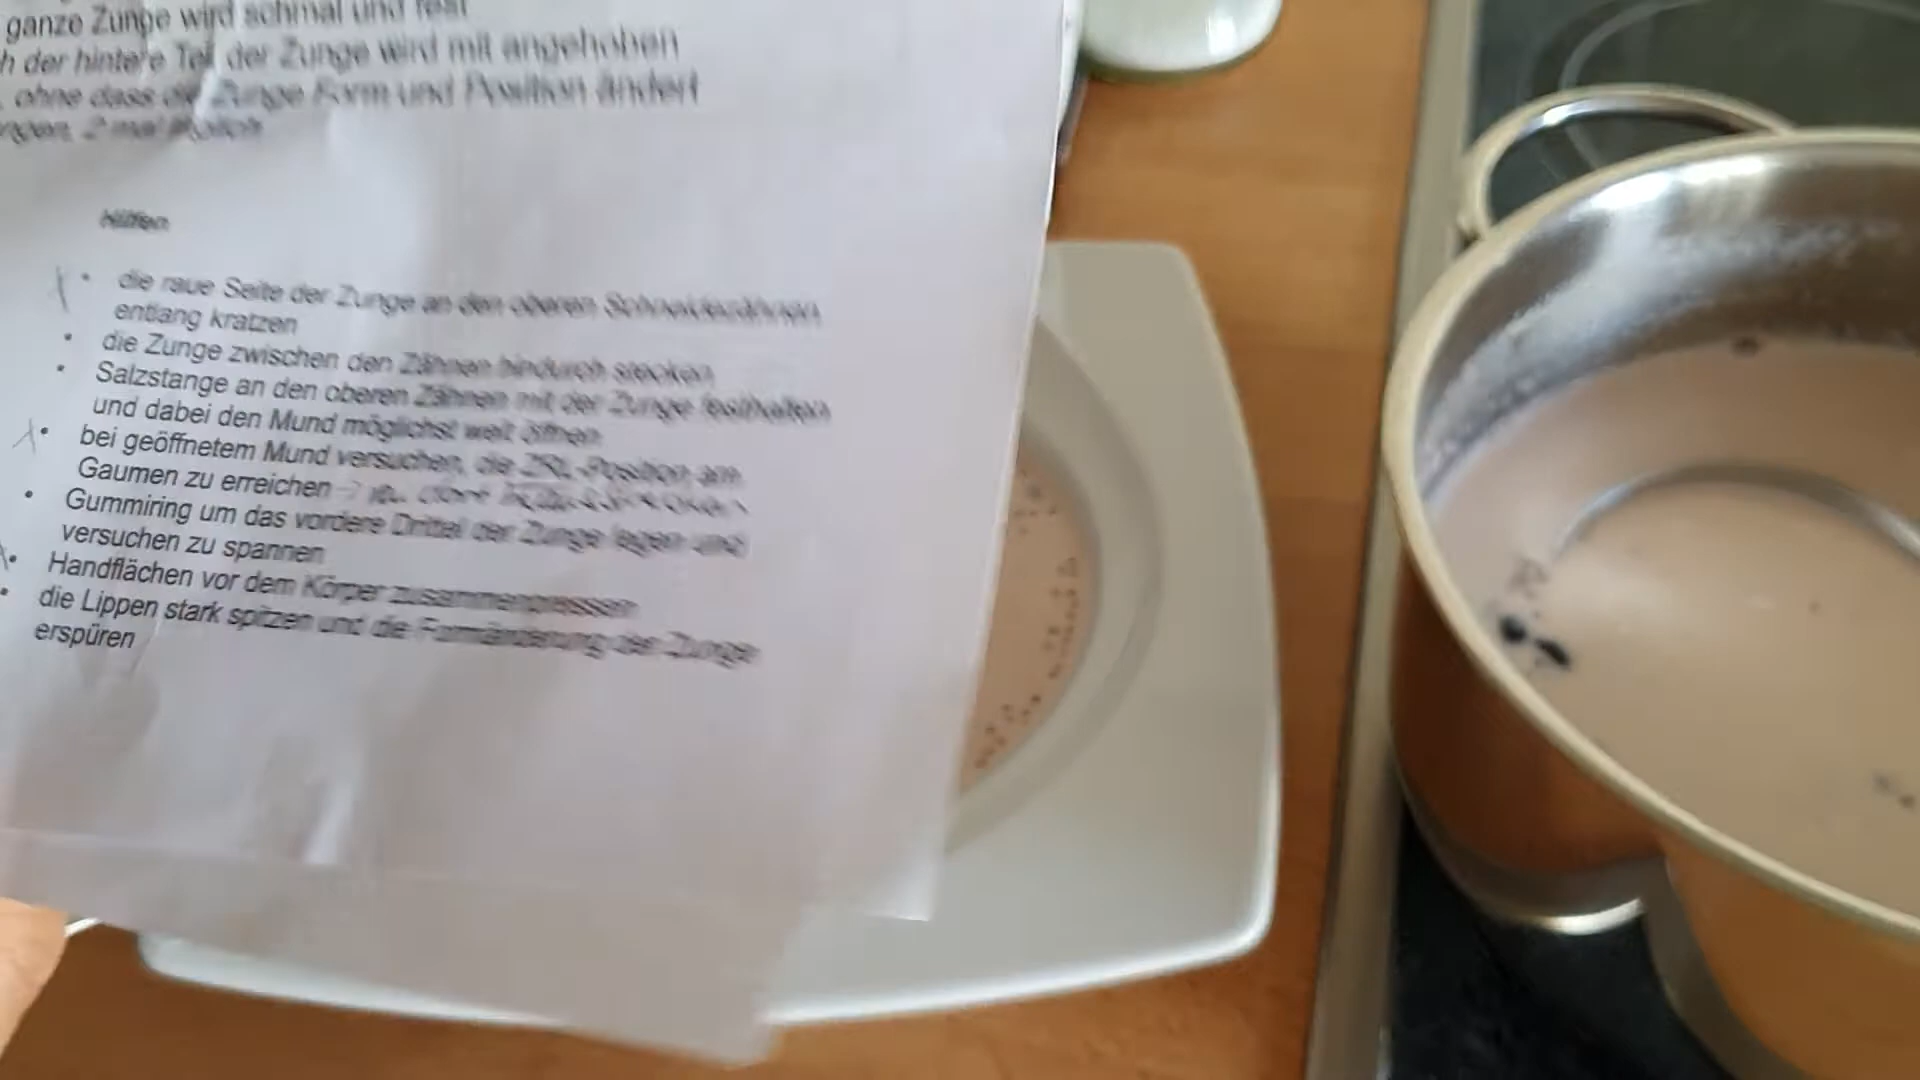 ganze Zunge wird schmal und fest
h der hintere Teil der Zunge wird mit angehoben
, ohne dass die Zunge Form und Position ändert
ngen, 2 mal täglich
Hilfen
die raue Seite der Zunge an den oberen Schneidezähnen
entlang kratzen
die Zunge zwischen den Zähnen hindurch stecken
Salzstange an den oberen Zähnen mit der Zunge festhalten
und dabei den Mund möglichst weit öffnen
bei geöffnetem Mund versuchen, die ZRL-Position am
Gaumen zu erreichen
Gummiring um das vordere Drittel der Zunge legen und
versuchen zu spannen
Handflächen vor dem Körper zusammenpressen
die Lippen stark spitzen und die Formänderung der Zunge
erspüren